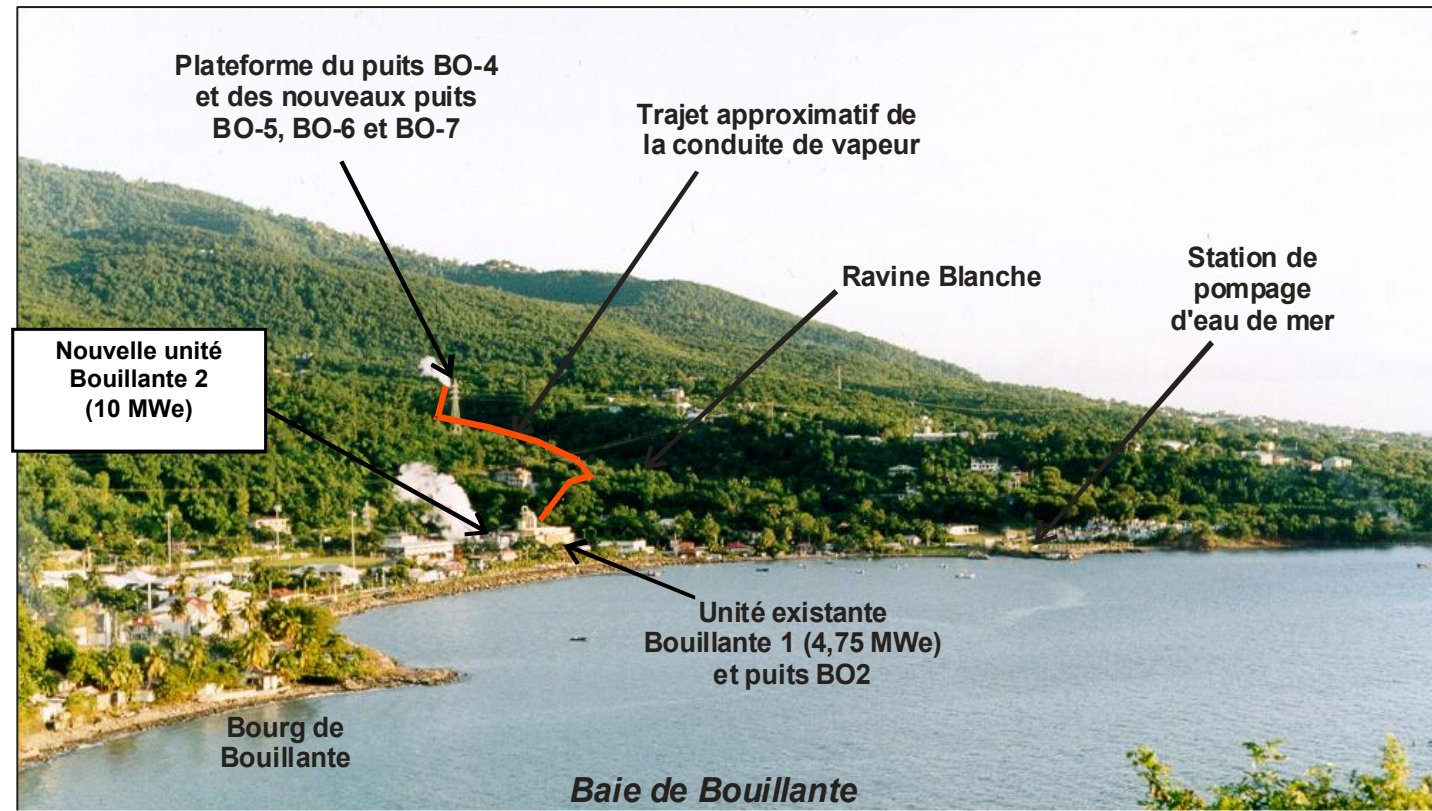 Plateforme du puits BO-4
et des nouveaux puits
BO-5, BO-6 et BO-7
Trajet approximatif de
la conduite de vapeur
Ravine Blanche
Station de
pompage
d'eau de mer
Nouvelle unité
Bouillante 2
(10 MWe)
Unité existante
Bouillante 1 (4,75 MWe)
et puits BO2
Bourg de
Bouillante
Baie de Bouillante